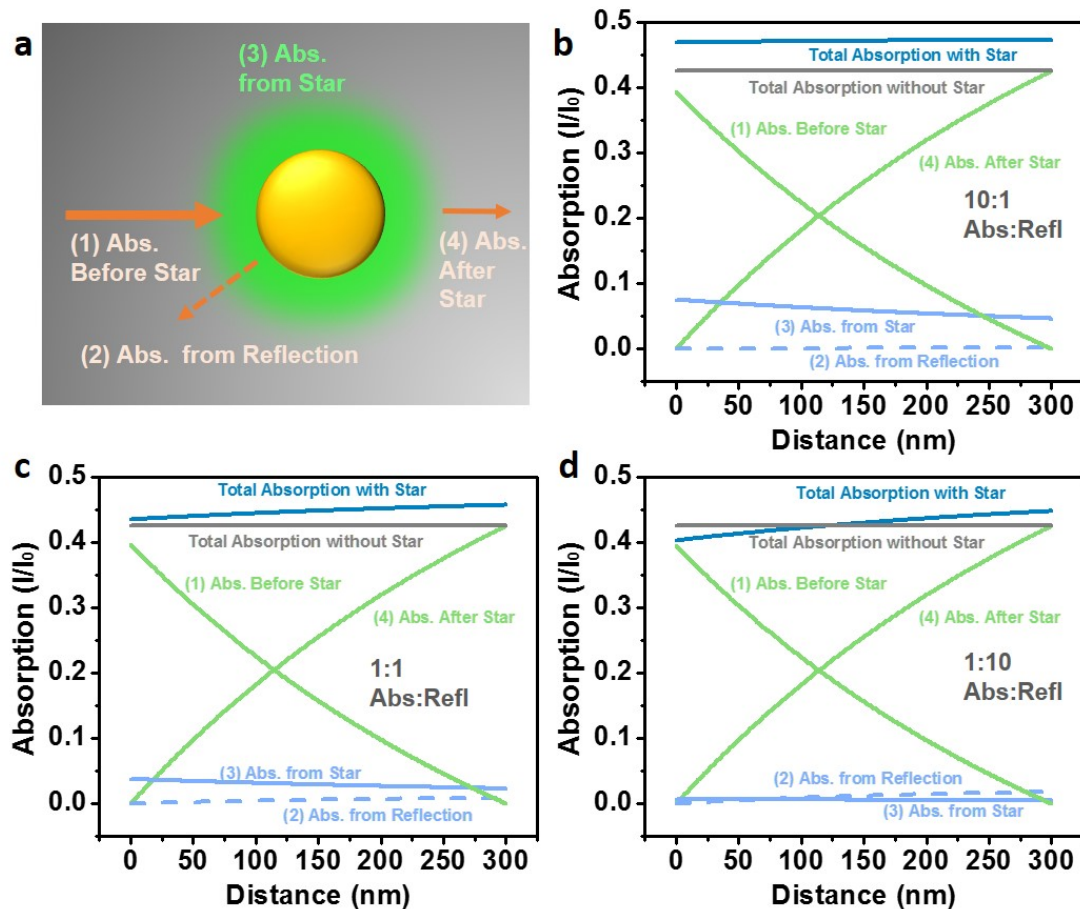 a
(3) Abs.
from Star
(1) Abs.
Before Star
(4) Abs.
After
Star
(2) Abs. from Reflection
b
Absorption (I/I₀)
0.5
0.4
0.3
0.2
0.1
0.0
Total Absorption with Star
Total Absorption without Star
(1) Abs. Before Star
(4) Abs. After Star
10:1
Abs:Refl
(3) Abs. from Star
(2) Abs. from Reflection
0 50 100 150 200 250 300
Distance (nm)
c
Absorption (I/I₀)
0.5
0.4
0.3
0.2
0.1
0.0
Total Absorption with Star
Total Absorption without Star
(1) Abs. Before Star
(4) Abs. After Star
1:1
Abs:Refl
(3) Abs. from Star
(2) Abs. from Reflection
0 50 100 150 200 250 300
Distance (nm)
d
Absorption (I/I₀)
0.5
0.4
0.3
0.2
0.1
0.0
Total Absorption with Star
Total Absorption without Star
(1) Abs. Before Star
(4) Abs. After Star
1:10
Abs:Refl
(2) Abs. from Reflection
(3) Abs. from Star
0 50 100 150 200 250 300
Distance (nm)